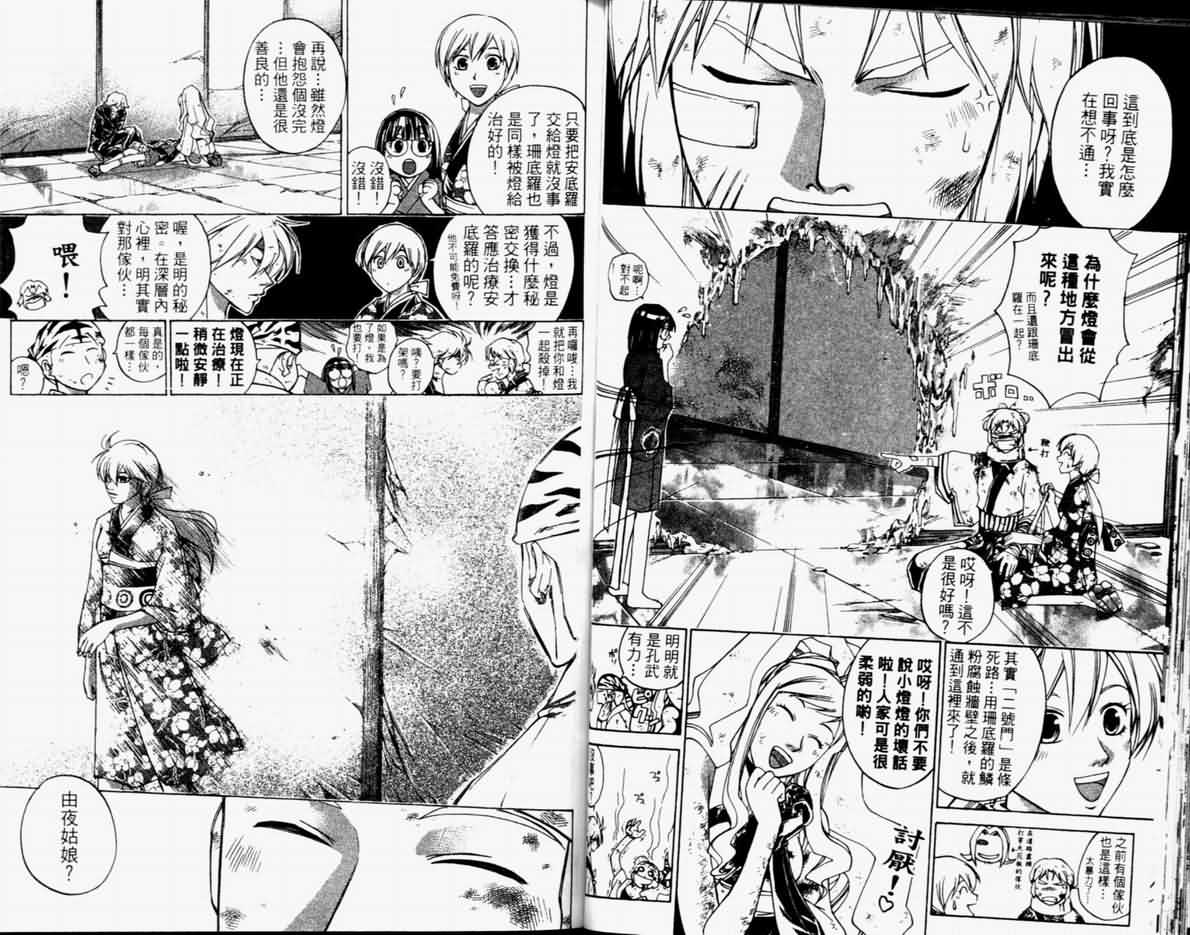 這到底是怎麼
回事呀？我實
在想不通…
為什麼燈會從
這種地方冒出
來呢？
而且還跟珊底
羅在一起？
呃啊！
對不起
ボロ…
鞭打
哎呀！這不
是很好嗎？
其實「二號門」是條
死路…用珊底羅的鱗
粉腐蝕牆壁之後，就
通到這裡來了！
之前有個傢伙
也是這樣…
太暴力了…
哎呀！你們不要
說小燈燈的壞話
啦！人家可是很
柔弱的喲！
討厭！♡
明明就
是孔武
有力…
只要把安底羅
交給燈就沒事
了，珊底羅也
是同樣被燈給
治好的！
沒錯！
沒錯！
再說…雖然燈
會抱怨個沒完
…但他還是很
善良的…
不過，燈是
獲得什麼秘
密交換…才
答應治療安
底羅的呢？
他不可能免費呀！
喔，是明的秘
密。在深層內
心裡，明其實
對那傢伙…
喂！
再囉唆…我
就把你和燈
一起殺掉！
咦？要打
架嗎？
如果是為
了燈，我
也要打！
燈現在正
在治療！
稍微安靜
一點啦！
真是的，
每個傢伙
都一樣…
嗯？
由夜姑娘？